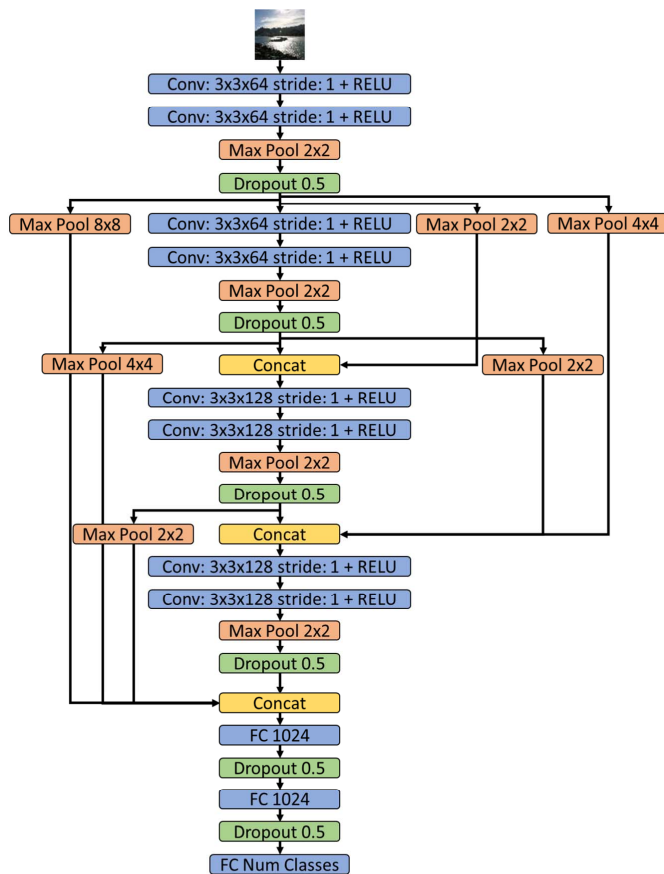 Conv: 3x3x64 stride: 1 + RELU
Conv: 3x3x64 stride: 1 + RELU
Max Pool 2x2
Dropout 0.5
Max Pool 8x8
Conv: 3x3x64 stride: 1 + RELU
Max Pool 2x2
Max Pool 4x4
Conv: 3x3x64 stride: 1 + RELU
Max Pool 2x2
Dropout 0.5
Max Pool 4x4
Concat
Max Pool 2x2
Conv: 3x3x128 stride: 1 + RELU
Conv: 3x3x128 stride: 1 + RELU
Max Pool 2x2
Dropout 0.5
Max Pool 2x2
Concat
Conv: 3x3x128 stride: 1 + RELU
Conv: 3x3x128 stride: 1 + RELU
Max Pool 2x2
Dropout 0.5
Concat
FC 1024
Dropout 0.5
FC 1024
Dropout 0.5
FC Num Classes